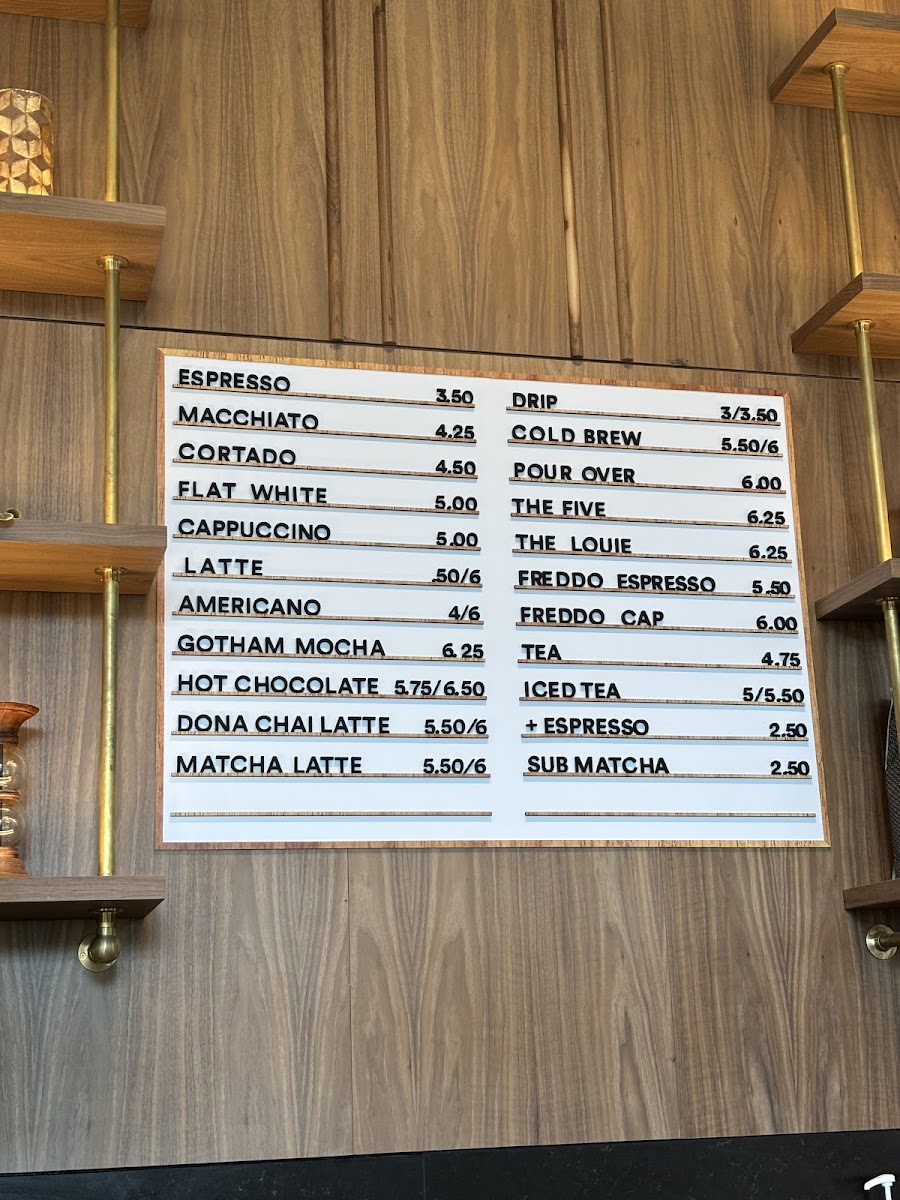 ESPRESSO 3.50
MACCHIATO 4.25
CORTADO 4.50
FLAT WHITE 5.00
CAPPUCCINO 5.00
LATTE .50/6
AMERICANO 4/6
GOTHAM MOCHA 6.25
HOT CHOCOLATE 5.75/6.50
DONA CHAI LATTE 5.50/6
MATCHA LATTE 5.50/6
DRIP 3/3.50
COLD BREW 5.50/6
POUR OVER 6.00
THE FIVE 6.25
THE LOUIE 6.25
FREDDO ESPRESSO 5.50
FREDDO CAP 6.00
TEA 4.75
ICED TEA 5/5.50
+ ESPRESSO 2.50
SUB MATCHA 2.50